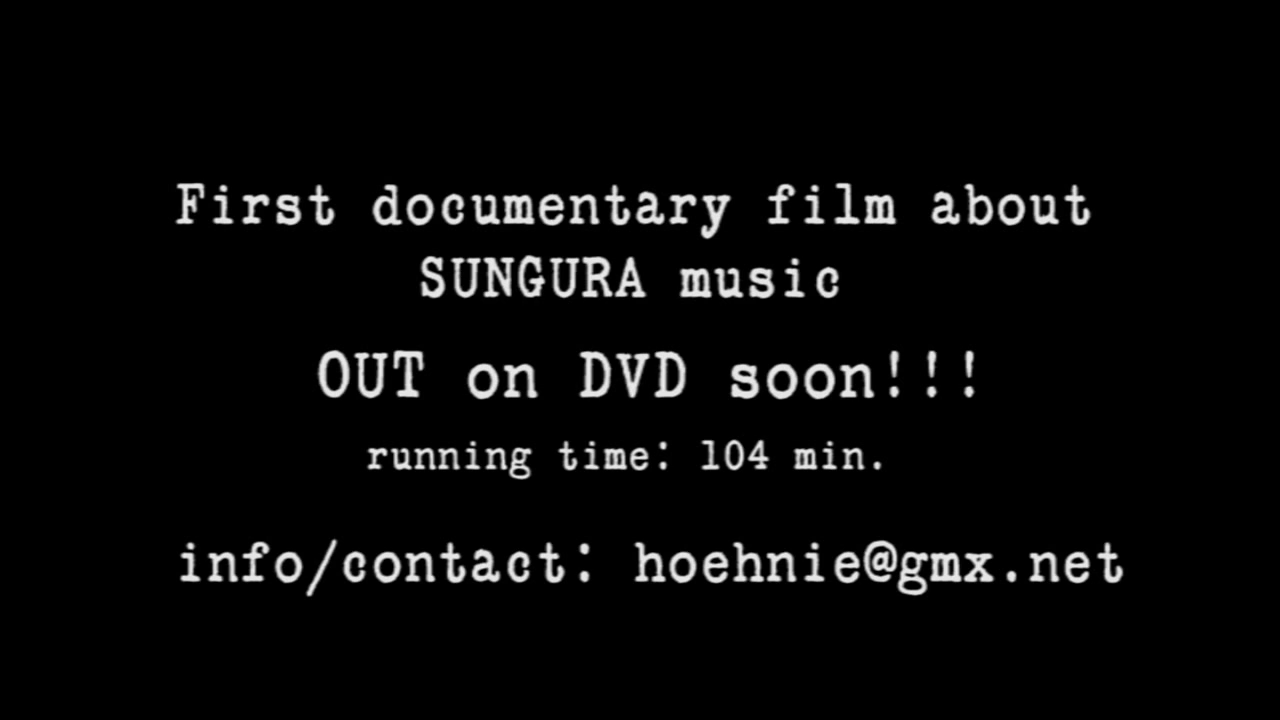 First documentary film about
SUNGURA music
OUT on DVD soon!!!
running time: 104 min.
info/contact: hoehnie@gmx.net